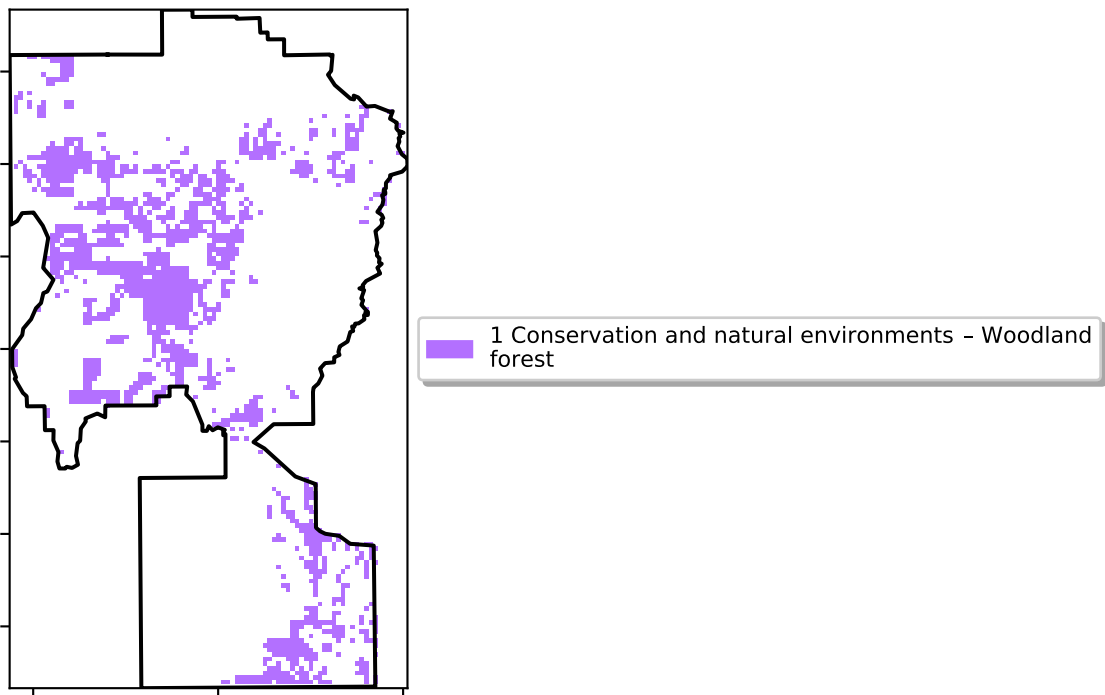 1 Conservation and natural environments – Woodland
forest